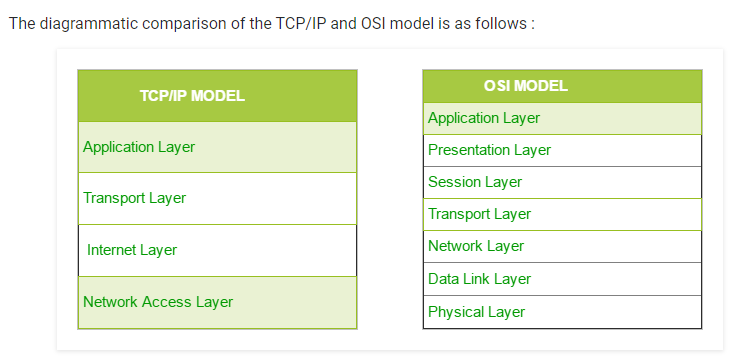 The diagrammatic comparison of the TCP/IP and OSI model is as follows :
TCP/IP MODEL
Application Layer
Transport Layer
Internet Layer
Network Access Layer
OSI MODEL
Application Layer
Presentation Layer
Session Layer
Transport Layer
Network Layer
Data Link Layer
Physical Layer